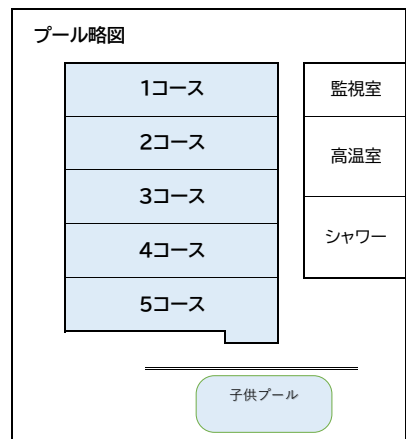 プール略図
1コース
2コース
3コース
4コース
5コース
監視室
高温室
シャワー
子供プール